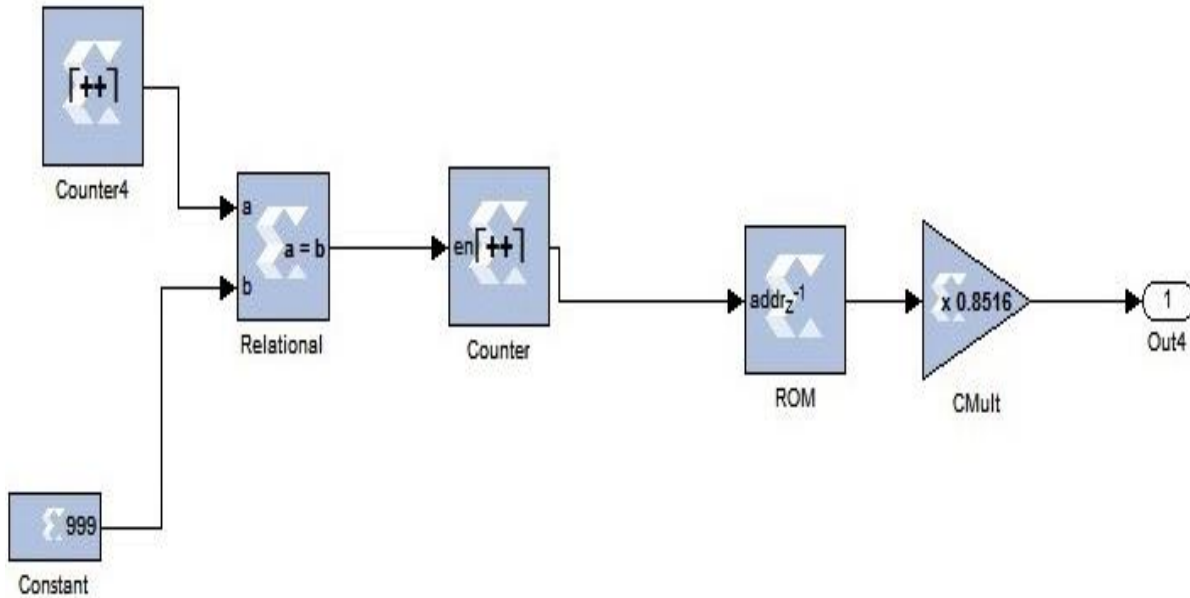 ⌈++⌉
Counter4
a
b
a = b
Relational
en⌈++⌉
Counter
addr z⁻¹
ROM
x 0.8516
CMult
1
Out4
999
Constant